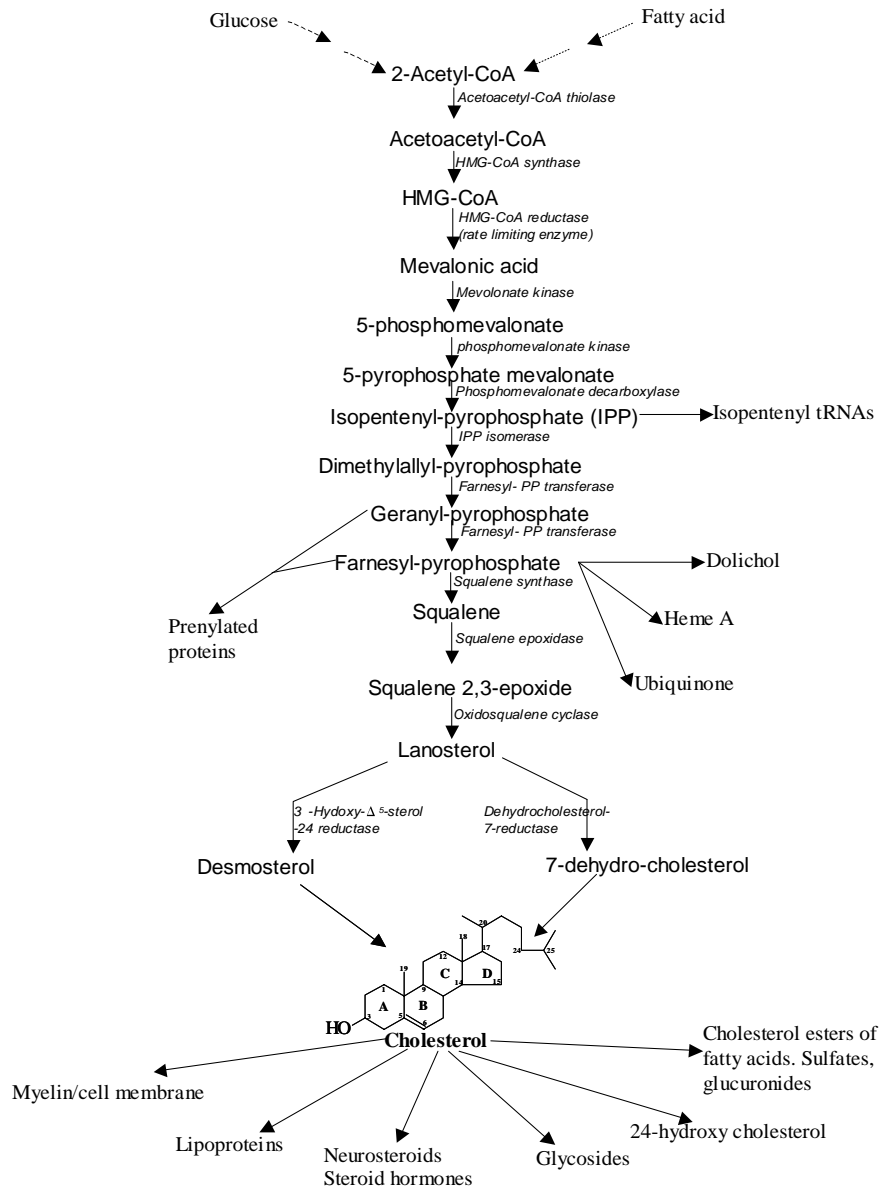 Glucose
Fatty acid
2-Acetyl-CoA
Acetoacetyl-CoA thiolase
Acetoacetyl-CoA
HMG-CoA synthase
HMG-CoA
HMG-CoA reductase
(rate limiting enzyme)
Mevalonic acid
Mevolonate kinase
5-phosphomevalonate
phosphomevalonate kinase
5-pyrophosphate mevalonate
Phosphomevalonate decarboxylase
Isopentenyl-pyrophosphate (IPP)
Isopentenyl tRNAs
IPP isomerase
Dimethylallyl-pyrophosphate
Farnesyl- PP transferase
Geranyl-pyrophosphate
Farnesyl- PP transferase
Farnesyl-pyrophosphate
Dolichol
Squalene synthase
Squalene
Heme A
Prenylated
proteins
Squalene epoxidase
Ubiquinone
Squalene 2,3-epoxide
Oxidosqualene cyclase
Lanosterol
3 -Hydoxy-Δ ⁵-sterol
-24 reductase
Dehydrocholesterol-
7-reductase
Desmosterol
7-dehydro-cholesterol
20
18
17
24
25
12
19
C
D
1
9
14
15
A
B
HO
3
5
6
Cholesterol
Cholesterol esters of
fatty acids. Sulfates,
glucuronides
Myelin/cell membrane
24-hydroxy cholesterol
Lipoproteins
Neurosteroids
Steroid hormones
Glycosides